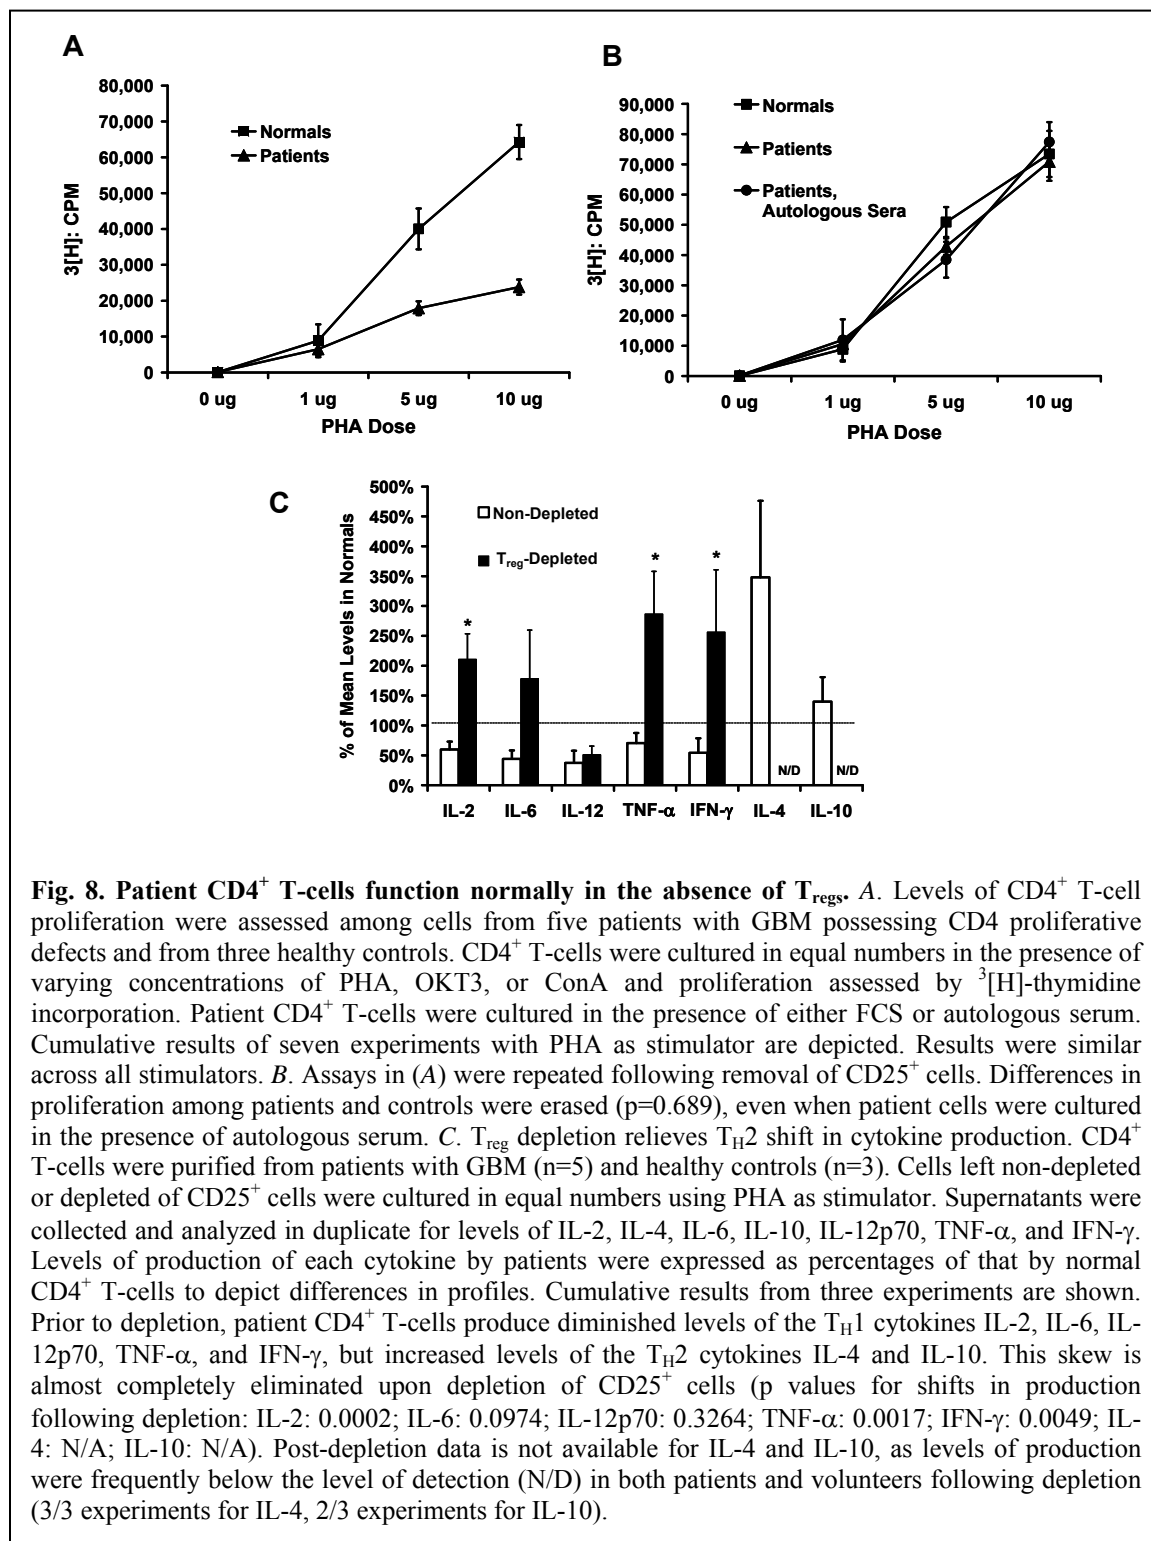 A
80,000
70,000
60,000
50,000
40,000
30,000
20,000
10,000
0
3[H]: CPM
Normals
Patients
0 ug 1 ug 5 ug 10 ug
PHA Dose
B
90,000
80,000
70,000
60,000
50,000
40,000
30,000
20,000
10,000
0
3[H]: CPM
Normals
Patients
Patients,
Autologous Sera
0 ug 1 ug 5 ug 10 ug
PHA Dose
C
500%
450%
400%
350%
300%
250%
200%
150%
100%
50%
0%
% of Mean Levels in Normals
Non-Depleted
Treg-Depleted
* * *
N/D N/D
IL-2 IL-6 IL-12 TNF-α IFN-γ IL-4 IL-10
Fig. 8. Patient CD4+ T-cells function normally in the absence of Tregs. A. Levels of CD4+ T-cell
proliferation were assessed among cells from five patients with GBM possessing CD4 proliferative
defects and from three healthy controls. CD4+ T-cells were cultured in equal numbers in the presence of
varying concentrations of PHA, OKT3, or ConA and proliferation assessed by 3[H]-thymidine
incorporation. Patient CD4+ T-cells were cultured in the presence of either FCS or autologous serum.
Cumulative results of seven experiments with PHA as stimulator are depicted. Results were similar
across all stimulators. B. Assays in (A) were repeated following removal of CD25+ cells. Differences in
proliferation among patients and controls were erased (p=0.689), even when patient cells were cultured
in the presence of autologous serum. C. Treg depletion relieves TH2 shift in cytokine production. CD4+
T-cells were purified from patients with GBM (n=5) and healthy controls (n=3). Cells left non-depleted
or depleted of CD25+ cells were cultured in equal numbers using PHA as stimulator. Supernatants were
collected and analyzed in duplicate for levels of IL-2, IL-4, IL-6, IL-10, IL-12p70, TNF-α, and IFN-γ.
Levels of production of each cytokine by patients were expressed as percentages of that by normal
CD4+ T-cells to depict differences in profiles. Cumulative results from three experiments are shown.
Prior to depletion, patient CD4+ T-cells produce diminished levels of the TH1 cytokines IL-2, IL-6, IL-
12p70, TNF-α, and IFN-γ, but increased levels of the TH2 cytokines IL-4 and IL-10. This skew is
almost completely eliminated upon depletion of CD25+ cells (p values for shifts in production
following depletion: IL-2: 0.0002; IL-6: 0.0974; IL-12p70: 0.3264; TNF-α: 0.0017; IFN-γ: 0.0049; IL-
4: N/A; IL-10: N/A). Post-depletion data is not available for IL-4 and IL-10, as levels of production
were frequently below the level of detection (N/D) in both patients and volunteers following depletion
(3/3 experiments for IL-4, 2/3 experiments for IL-10).